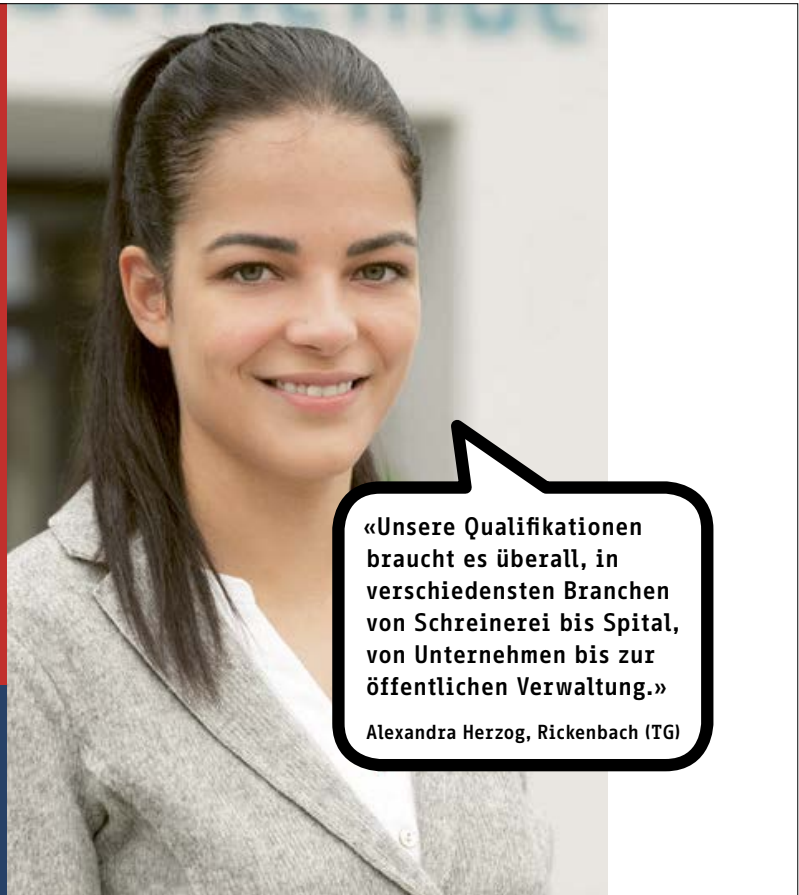 «Unsere Qualifikationen
braucht es überall, in
verschiedensten Branchen
von Schreinerei bis Spital,
von Unternehmen bis zur
öffentlichen Verwaltung.»
Alexandra Herzog, Rickenbach (TG)